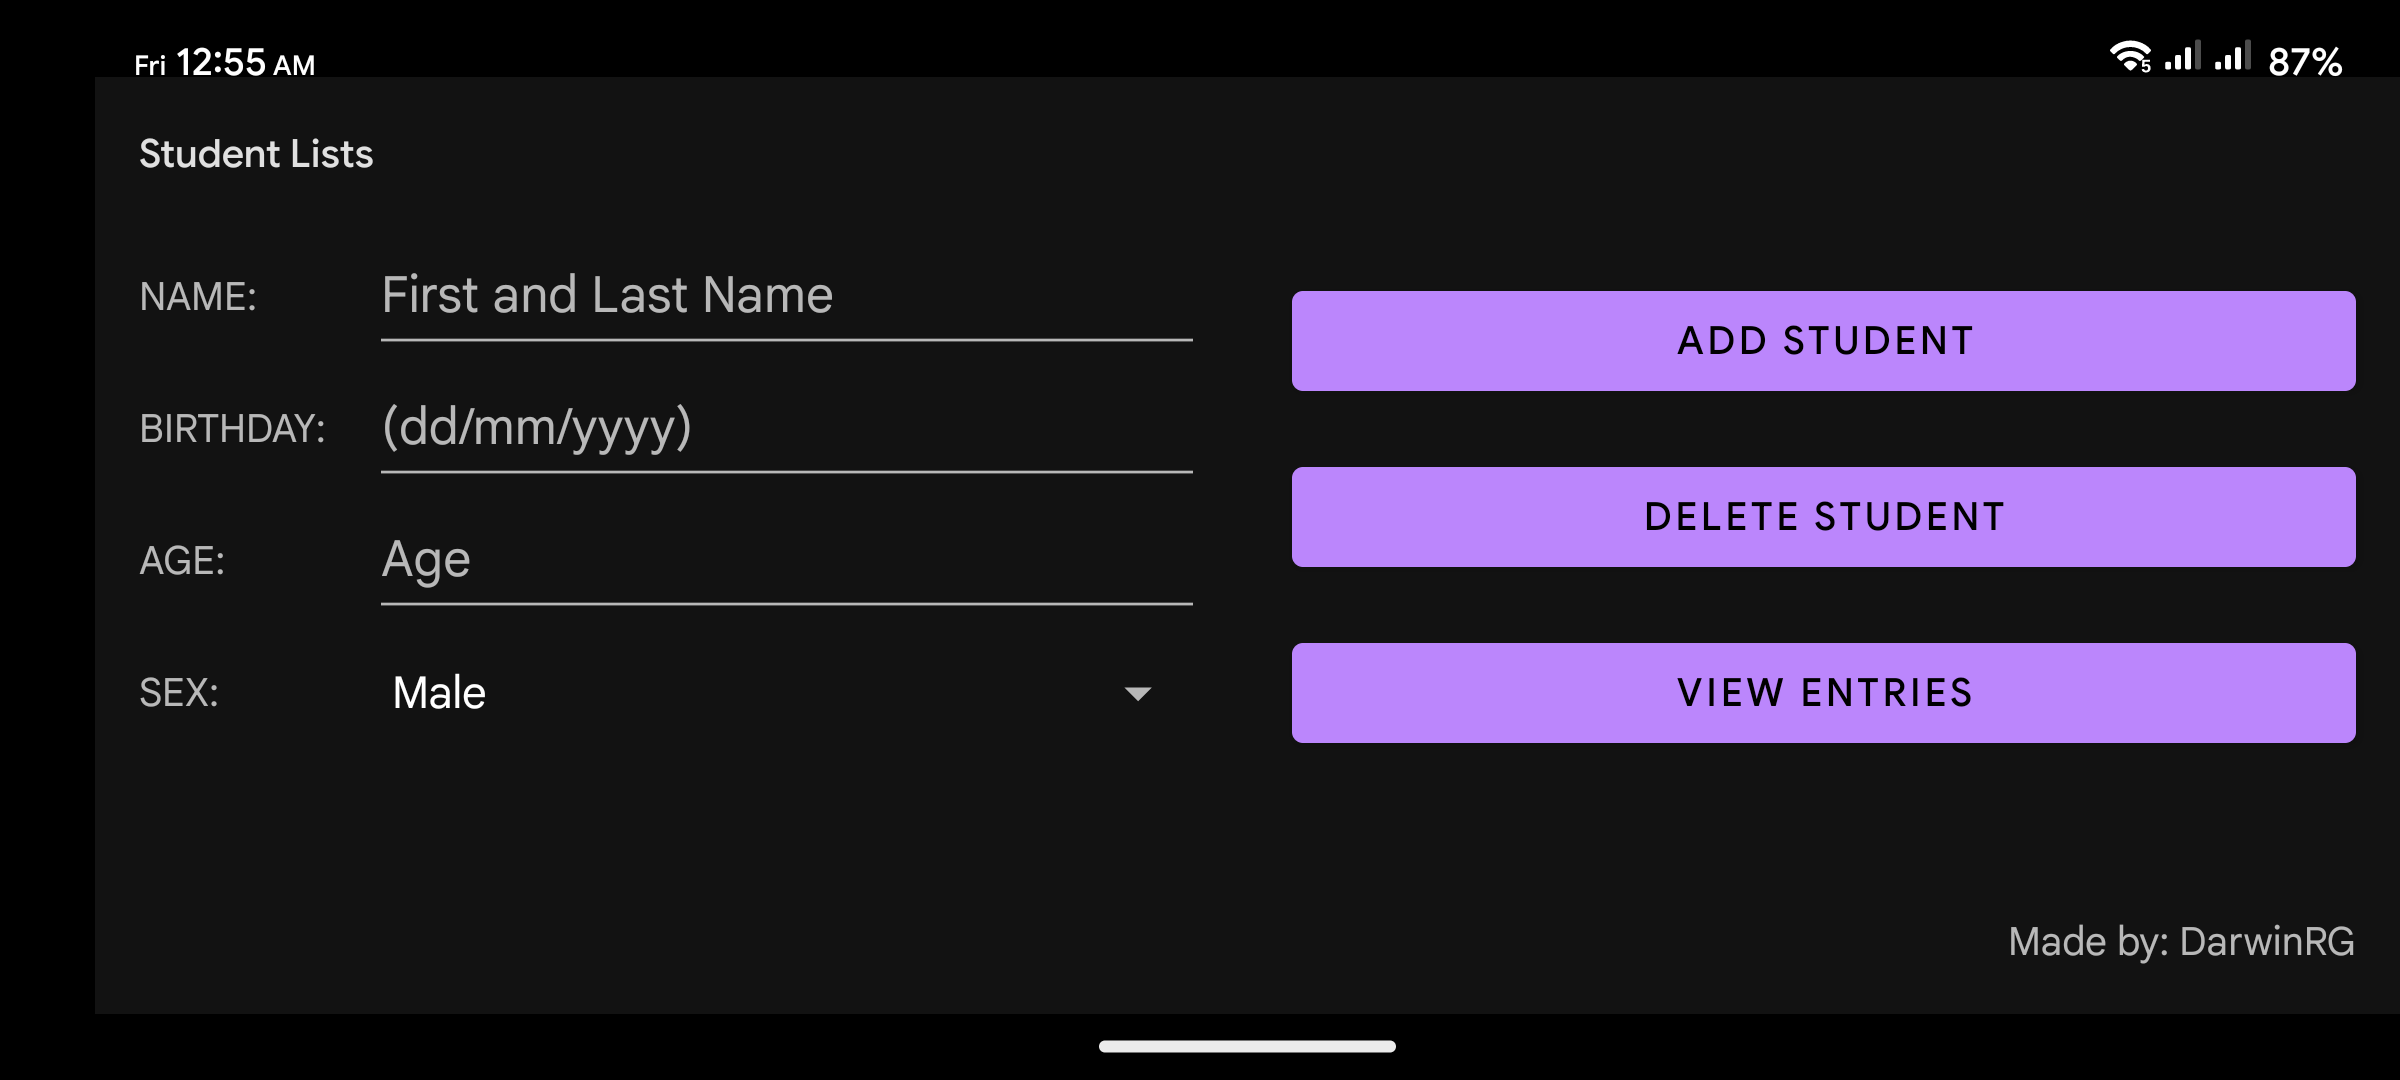 Fri 12:55 AM
5 87%
Student Lists
NAME: First and Last Name
BIRTHDAY: (dd/mm/yyyy)
AGE: Age
SEX: Male
ADD STUDENT
DELETE STUDENT
VIEW ENTRIES
Made by: DarwinRG